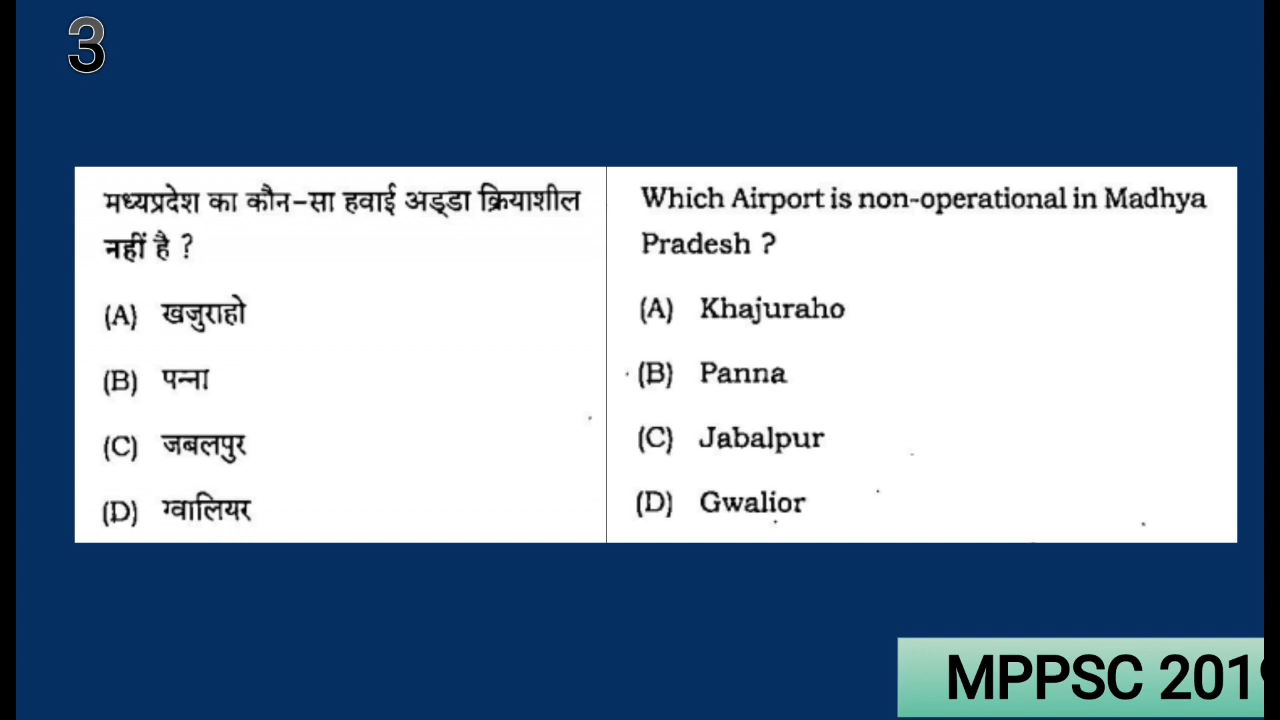 3
मध्यप्रदेश का कौन-सा हवाई अड्डा क्रियाशील
नहीं है ?
(A) खजुराहो
(B) पन्ना
(C) जबलपुर
(D) ग्वालियर
Which Airport is non-operational in Madhya
Pradesh ?
(A) Khajuraho
(B) Panna
(C) Jabalpur
(D) Gwalior
MPPSC 2019